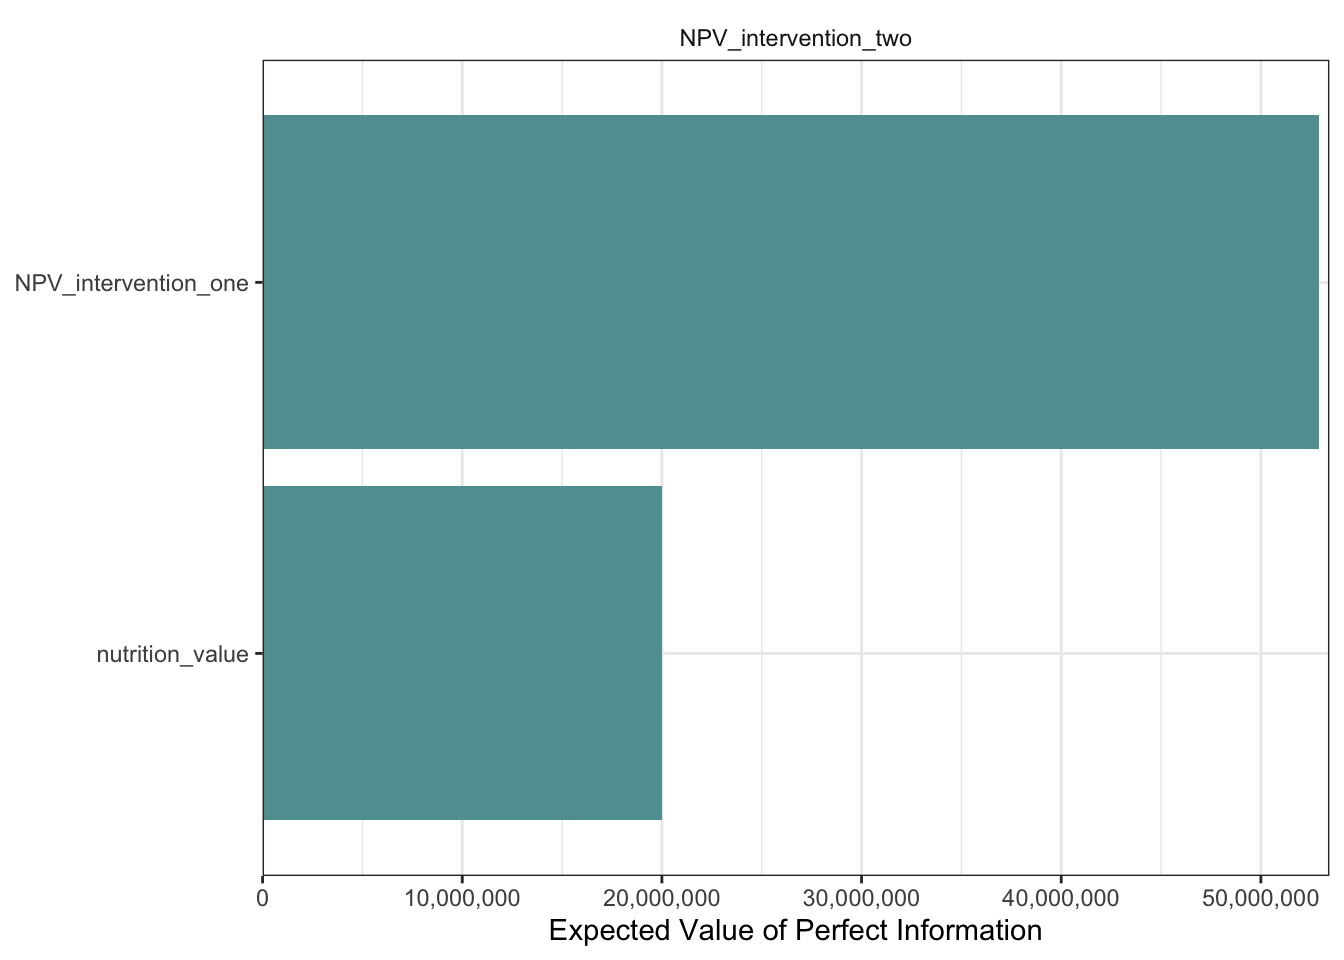 NPV_intervention_two
NPV_intervention_one
nutrition_value
0 10,000,000 20,000,000 30,000,000 40,000,000 50,000,000
Expected Value of Perfect Information